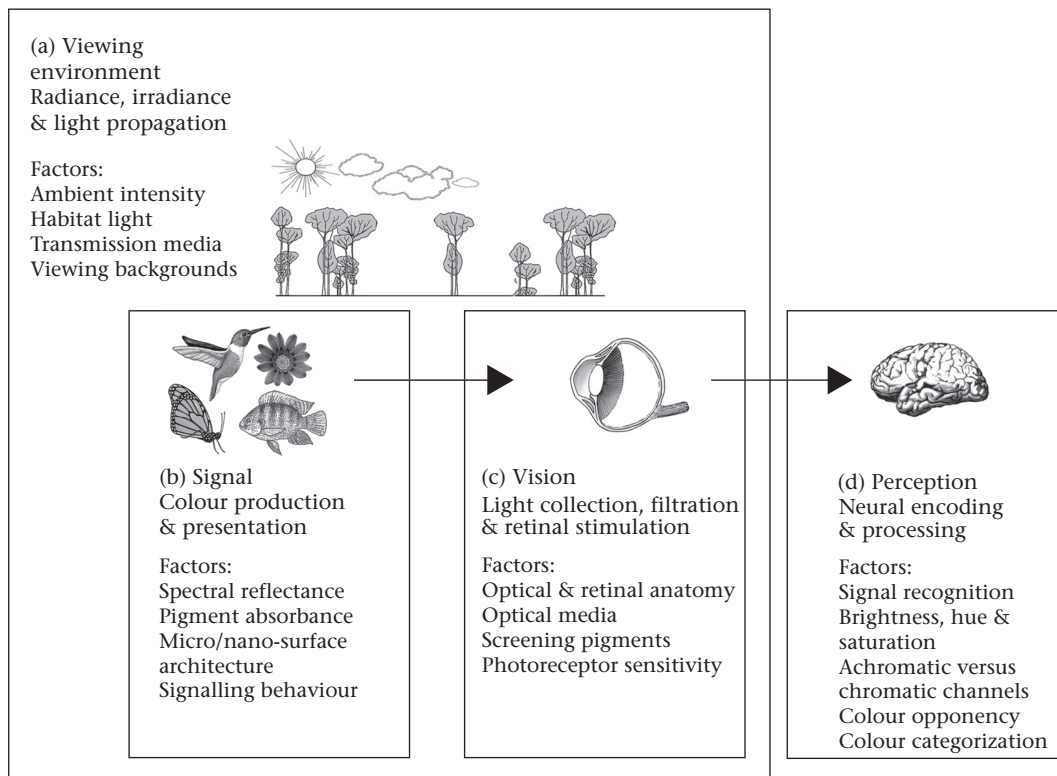 (a) Viewing
environment
Radiance, irradiance
& light propagation
Factors:
Ambient intensity
Habitat light
Transmission media
Viewing backgrounds
(b) Signal
Colour production
& presentation
Factors:
Spectral reflectance
Pigment absorbance
Micro/nano-surface
architecture
Signalling behaviour
(c) Vision
Light collection, filtration
& retinal stimulation
Factors:
Optical & retinal anatomy
Optical media
Screening pigments
Photoreceptor sensitivity
(d) Perception
Neural encoding
& processing
Factors:
Signal recognition
Brightness, hue &
saturation
Achromatic versus
chromatic channels
Colour opponency
Colour categorization